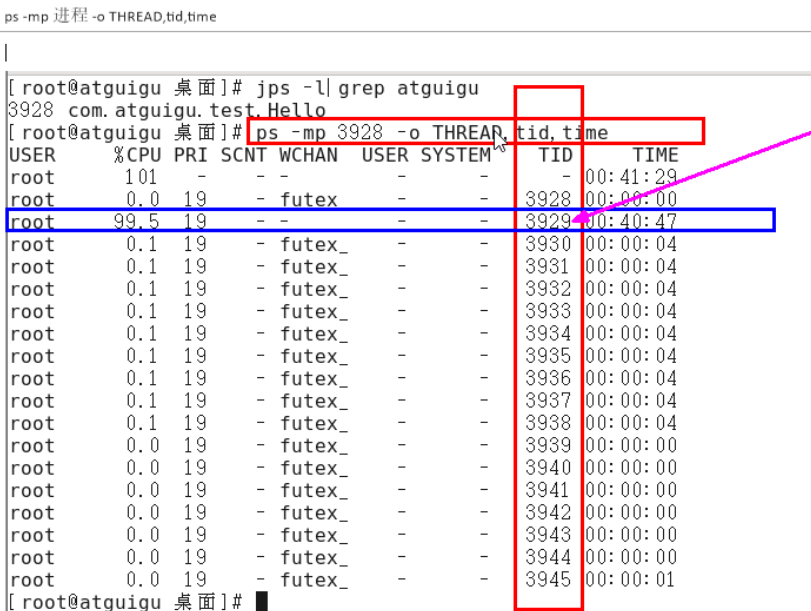 ps -mp 进程 -o THREAD,tid,time
[root@atguigu 桌面]# jps -l|grep atguigu
3928 com.atguigu.test.Hello
[root@atguigu 桌面]# ps -mp 3928 -o THREAD,tid,time
USER %CPU PRI SCNT WCHAN USER SYSTEM TID TIME
root 101 - - - - - - 00:41:29
root 0.0 19 - futex_ - - 3928 00:00:00
root 99.5 19 - - - - 3929 00:40:47
root 0.1 19 - futex_ - - 3930 00:00:04
root 0.1 19 - futex_ - - 3931 00:00:04
root 0.1 19 - futex_ - - 3932 00:00:04
root 0.1 19 - futex_ - - 3933 00:00:04
root 0.1 19 - futex_ - - 3934 00:00:04
root 0.1 19 - futex_ - - 3935 00:00:04
root 0.1 19 - futex_ - - 3936 00:00:04
root 0.1 19 - futex_ - - 3937 00:00:04
root 0.1 19 - futex_ - - 3938 00:00:04
root 0.0 19 - futex_ - - 3939 00:00:00
root 0.0 19 - futex_ - - 3940 00:00:00
root 0.0 19 - futex_ - - 3941 00:00:00
root 0.0 19 - futex_ - - 3942 00:00:00
root 0.0 19 - futex_ - - 3943 00:00:00
root 0.0 19 - futex_ - - 3944 00:00:00
root 0.0 19 - futex_ - - 3945 00:00:01
[root@atguigu 桌面]#